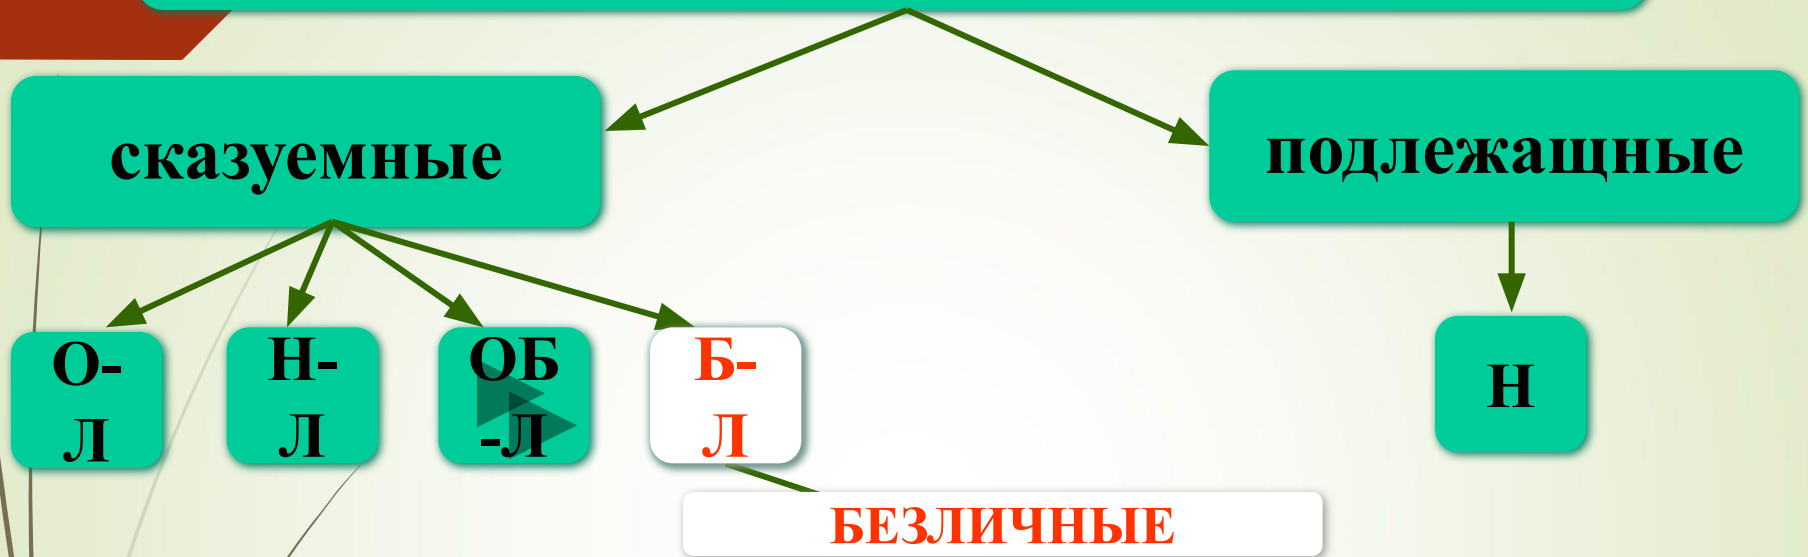 сказуемные
подлежащные
О-
Л
Н-
Л
ОБ
-Л
Б-
Л
Н
БЕЗЛИЧНЫЕ